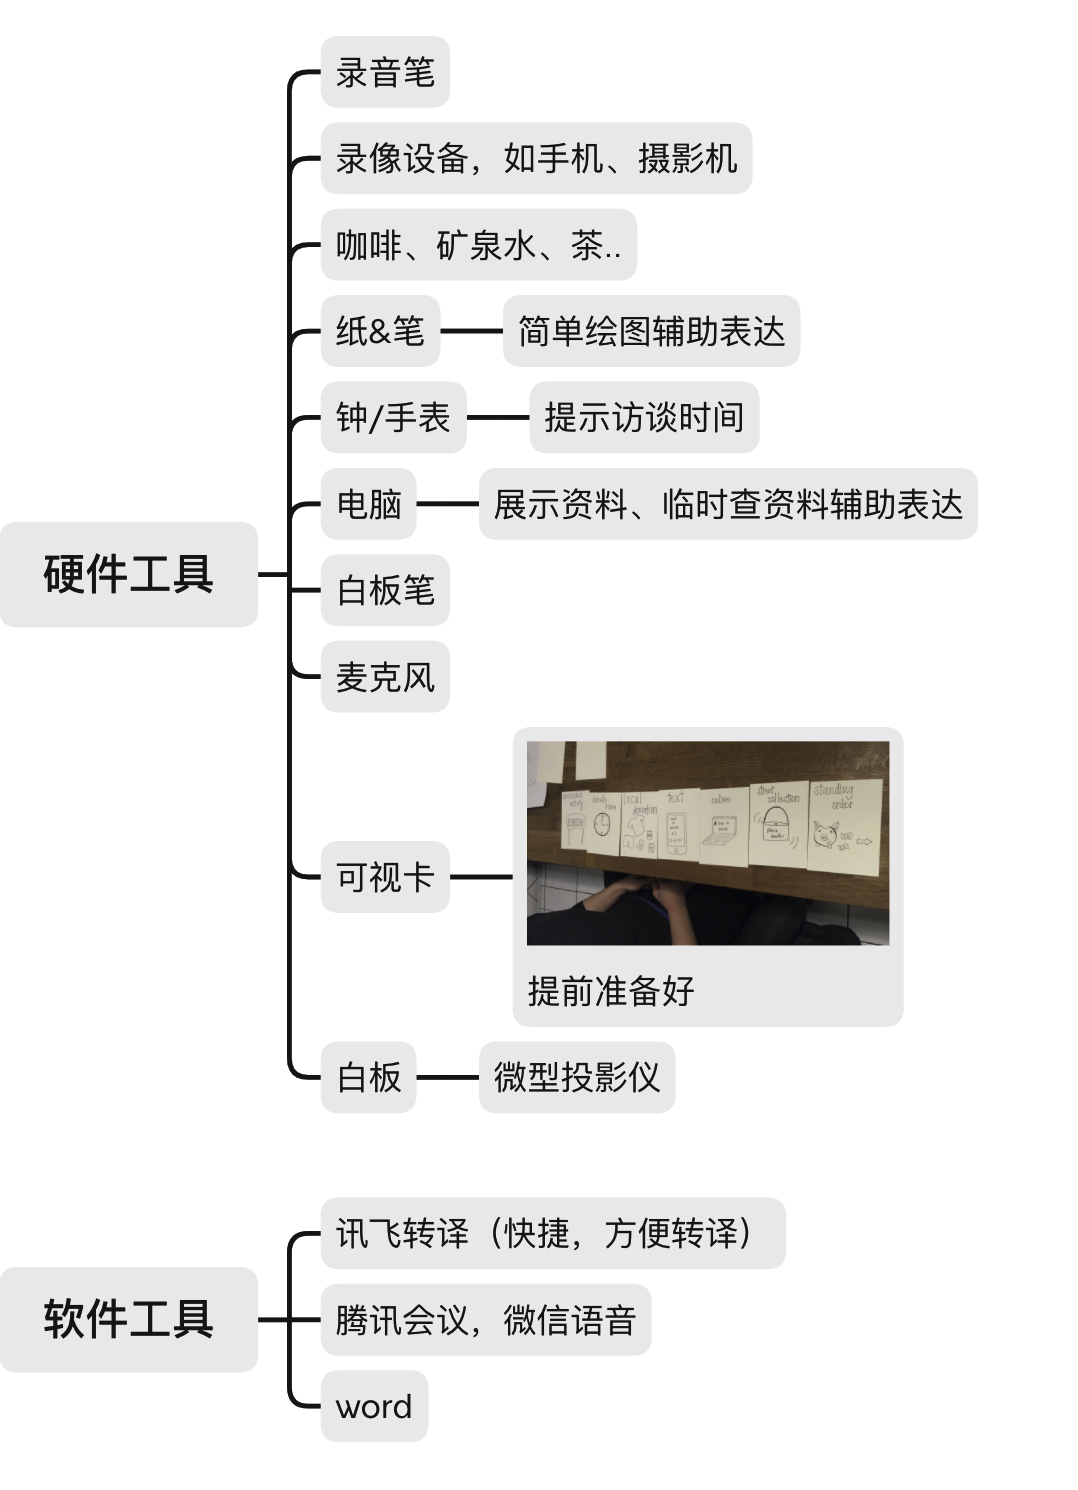 录音笔
录像设备，如手机、摄影机
咖啡、矿泉水、茶..
纸&笔
简单绘图辅助表达
钟/手表
提示访谈时间
电脑
展示资料、临时查资料辅助表达
硬件工具
白板笔
麦克风
local
donation
text
online
street
collection
standing
order
可视卡
提前准备好
白板
微型投影仪
讯飞转译（快捷，方便转译）
软件工具
腾讯会议，微信语音
word